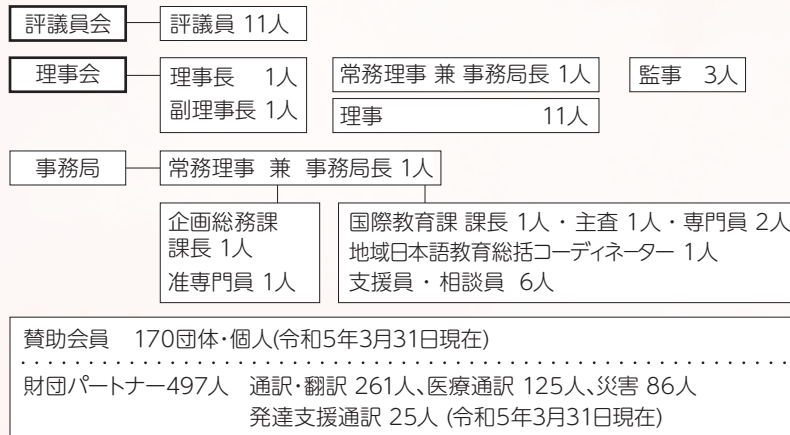 評議員会 評議員 11人
理事会 理事長 1人 常務理事 兼 事務局長 1人 監事 3人
副理事長 1人 理事 11人
事務局 常務理事 兼 事務局長 1人
企画総務課
課長 1人
准専門員 1人
国際教育課 課長 1人 ・ 主査 1人 ・ 専門員 2人
地域日本語教育総括コーディネーター 1人
支援員 ・ 相談員 6人
賛助会員 170団体・個人(令和5年3月31日現在)
財団パートナー497人 通訳・翻訳 261人、医療通訳 125人、災害 86人
発達支援通訳 25人 (令和5年3月31日現在)